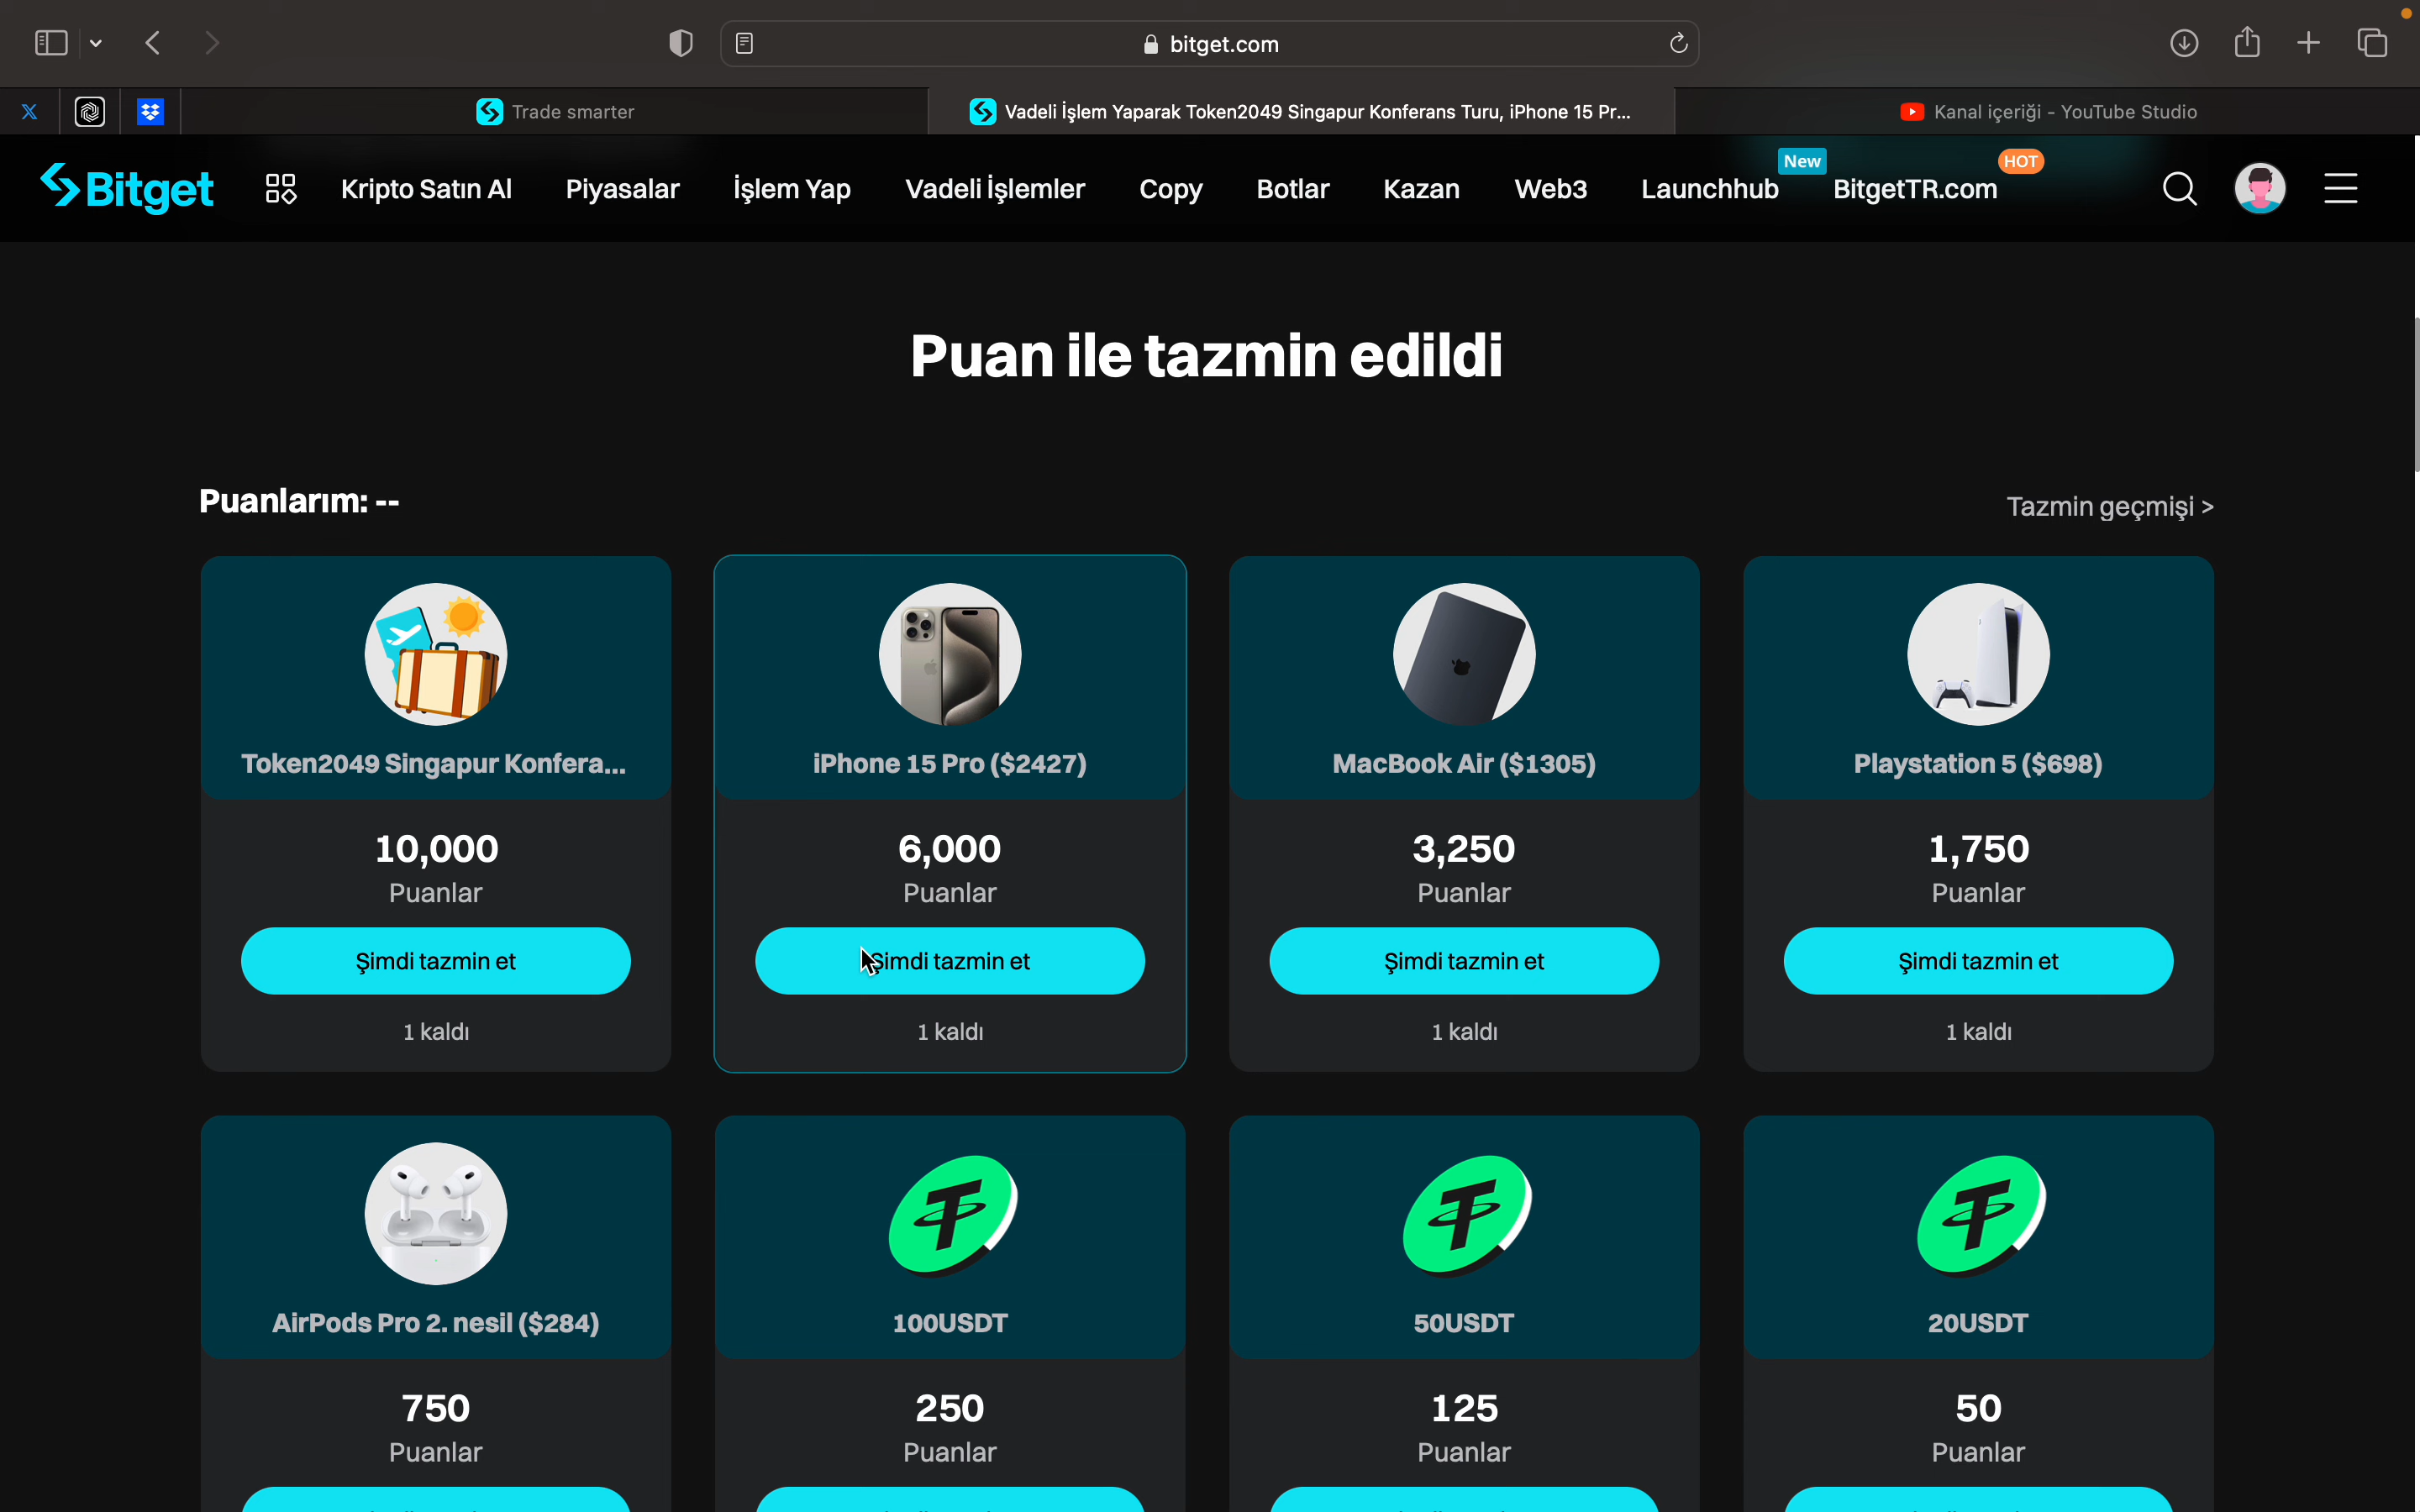 bitget.com
X
Trade smarter
Vadeli İşlem Yaparak Token2049 Singapur Konferans Turu, iPhone 15 Pr...
Kanal içeriği - YouTube Studio
Bitget
Kripto Satın Al
Piyasalar
İşlem Yap
Vadeli İşlemler
Copy
Botlar
Kazan
Web3
Launchhub
New
BitgetTR.com
HOT
Puan ile tazmin edildi
Puanlarım: --
Tazmin geçmişi >
Token2049 Singapur Konfera...
iPhone 15 Pro ($2427)
MacBook Air ($1305)
Playstation 5 ($698)
10,000
6,000
3,250
1,750
Puanlar
Puanlar
Puanlar
Puanlar
Şimdi tazmin et
Şimdi tazmin et
Şimdi tazmin et
Şimdi tazmin et
1 kaldı
1 kaldı
1 kaldı
1 kaldı
AirPods Pro 2. nesil ($284)
100USDT
50USDT
20USDT
750
250
125
50
Puanlar
Puanlar
Puanlar
Puanlar